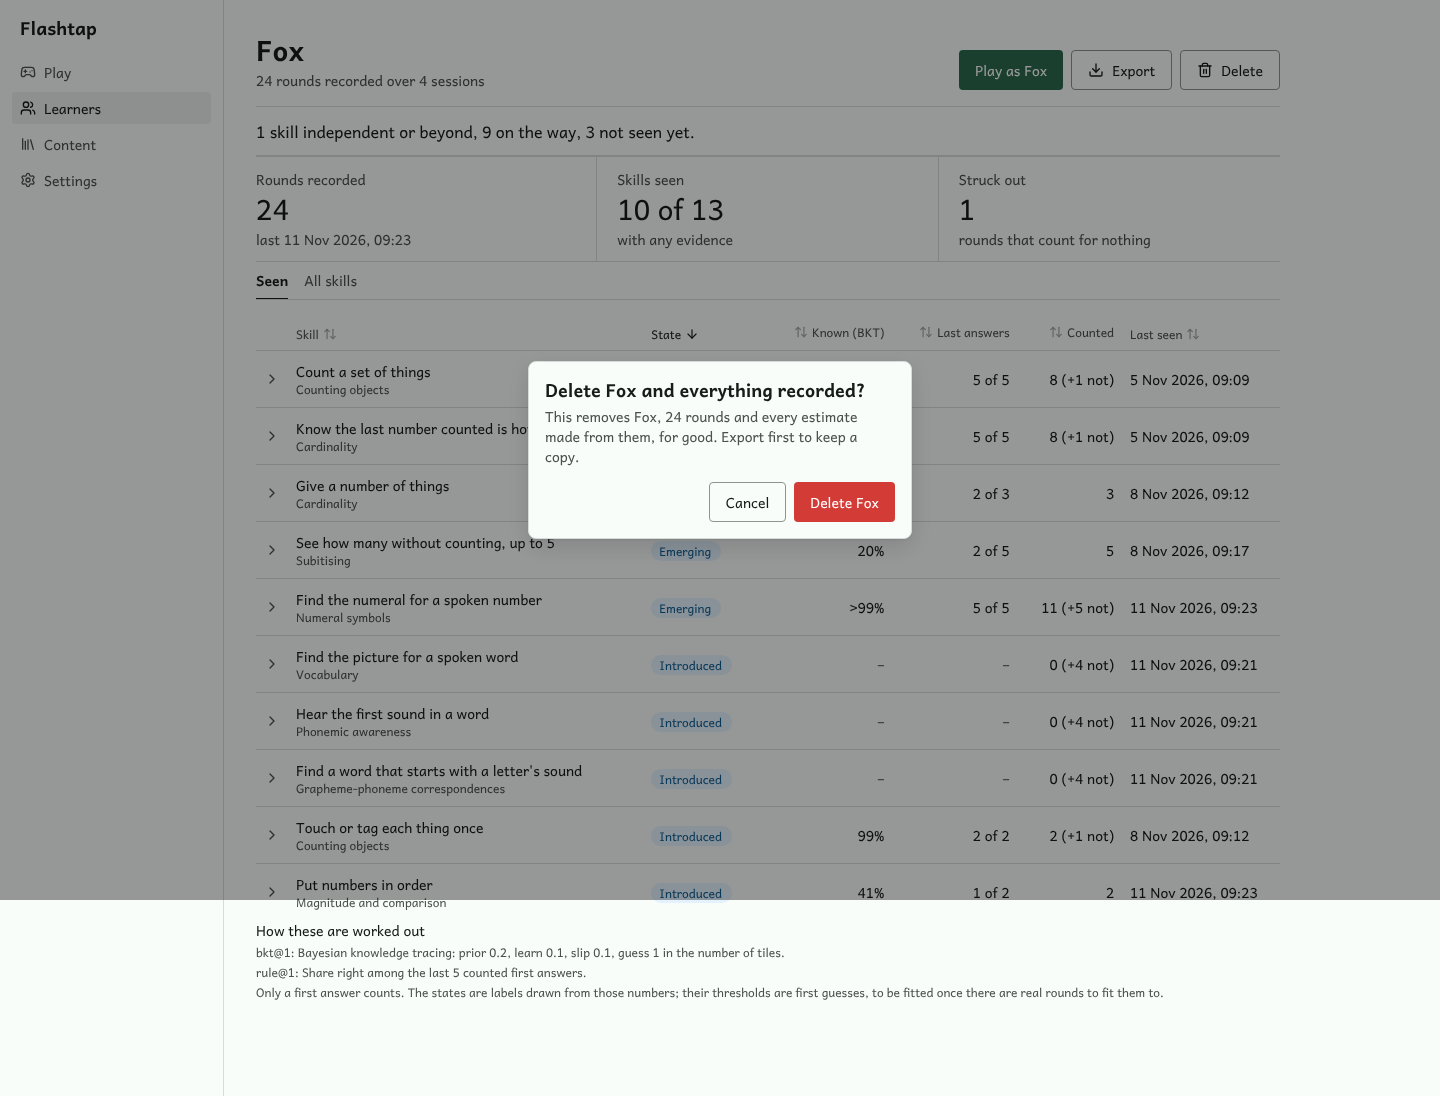 Flashtap
Play
Learners
Content
Settings
Fox
24 rounds recorded over 4 sessions
Play as Fox
Export
Delete
1 skill independent or beyond, 9 on the way, 3 not seen yet.
Rounds recorded
24
last 11 Nov 2026, 09:23
Skills seen
10 of 13
with any evidence
Struck out
1
rounds that count for nothing
Seen All skills
Skill State Known (BKT) Last answers Counted Last seen
Count a set of things 5 of 5 8 (+1 not) 5 Nov 2026, 09:09
Counting objects
Know the last number counted is 5 of 5 8 (+1 not) 5 Nov 2026, 09:09
Cardinality
Give a number of things 2 of 3 3 8 Nov 2026, 09:12
Cardinality
See how many without counting, up to 5 Emerging 20% 2 of 5 5 8 Nov 2026, 09:17
Subitising
Find the numeral for a spoken number Emerging >99% 5 of 5 11 (+5 not) 11 Nov 2026, 09:23
Numeral symbols
Find the picture for a spoken word Introduced – – 0 (+4 not) 11 Nov 2026, 09:21
Vocabulary
Hear the first sound in a word Introduced – – 0 (+4 not) 11 Nov 2026, 09:21
Phonemic awareness
Find a word that starts with a letter's sound Introduced – – 0 (+4 not) 11 Nov 2026, 09:21
Grapheme-phoneme correspondences
Touch or tag each thing once Introduced 99% 2 of 2 2 (+1 not) 8 Nov 2026, 09:12
Counting objects
Put numbers in order Introduced 41% 1 of 2 2 11 Nov 2026, 09:23
Magnitude and comparison
Delete Fox and everything recorded?
This removes Fox, 24 rounds and every estimate
made from them, for good. Export first to keep a
copy.
Cancel
Delete Fox
How these are worked out
bkt@1: Bayesian knowledge tracing: prior 0.2, learn 0.1, slip 0.1, guess 1 in the number of tiles.
rule@1: Share right among the last 5 counted first answers.
Only a first answer counts. The states are labels drawn from those numbers; their thresholds are first guesses, to be fitted once there are real rounds to fit them to.